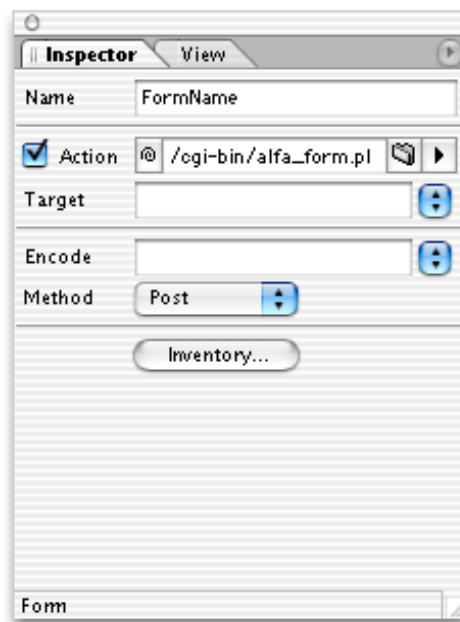 Inspector View
Name FormName
Action @ /cgi-bin/alfa_form.pl
Target
Encode
Method Post
Inventory...
Form